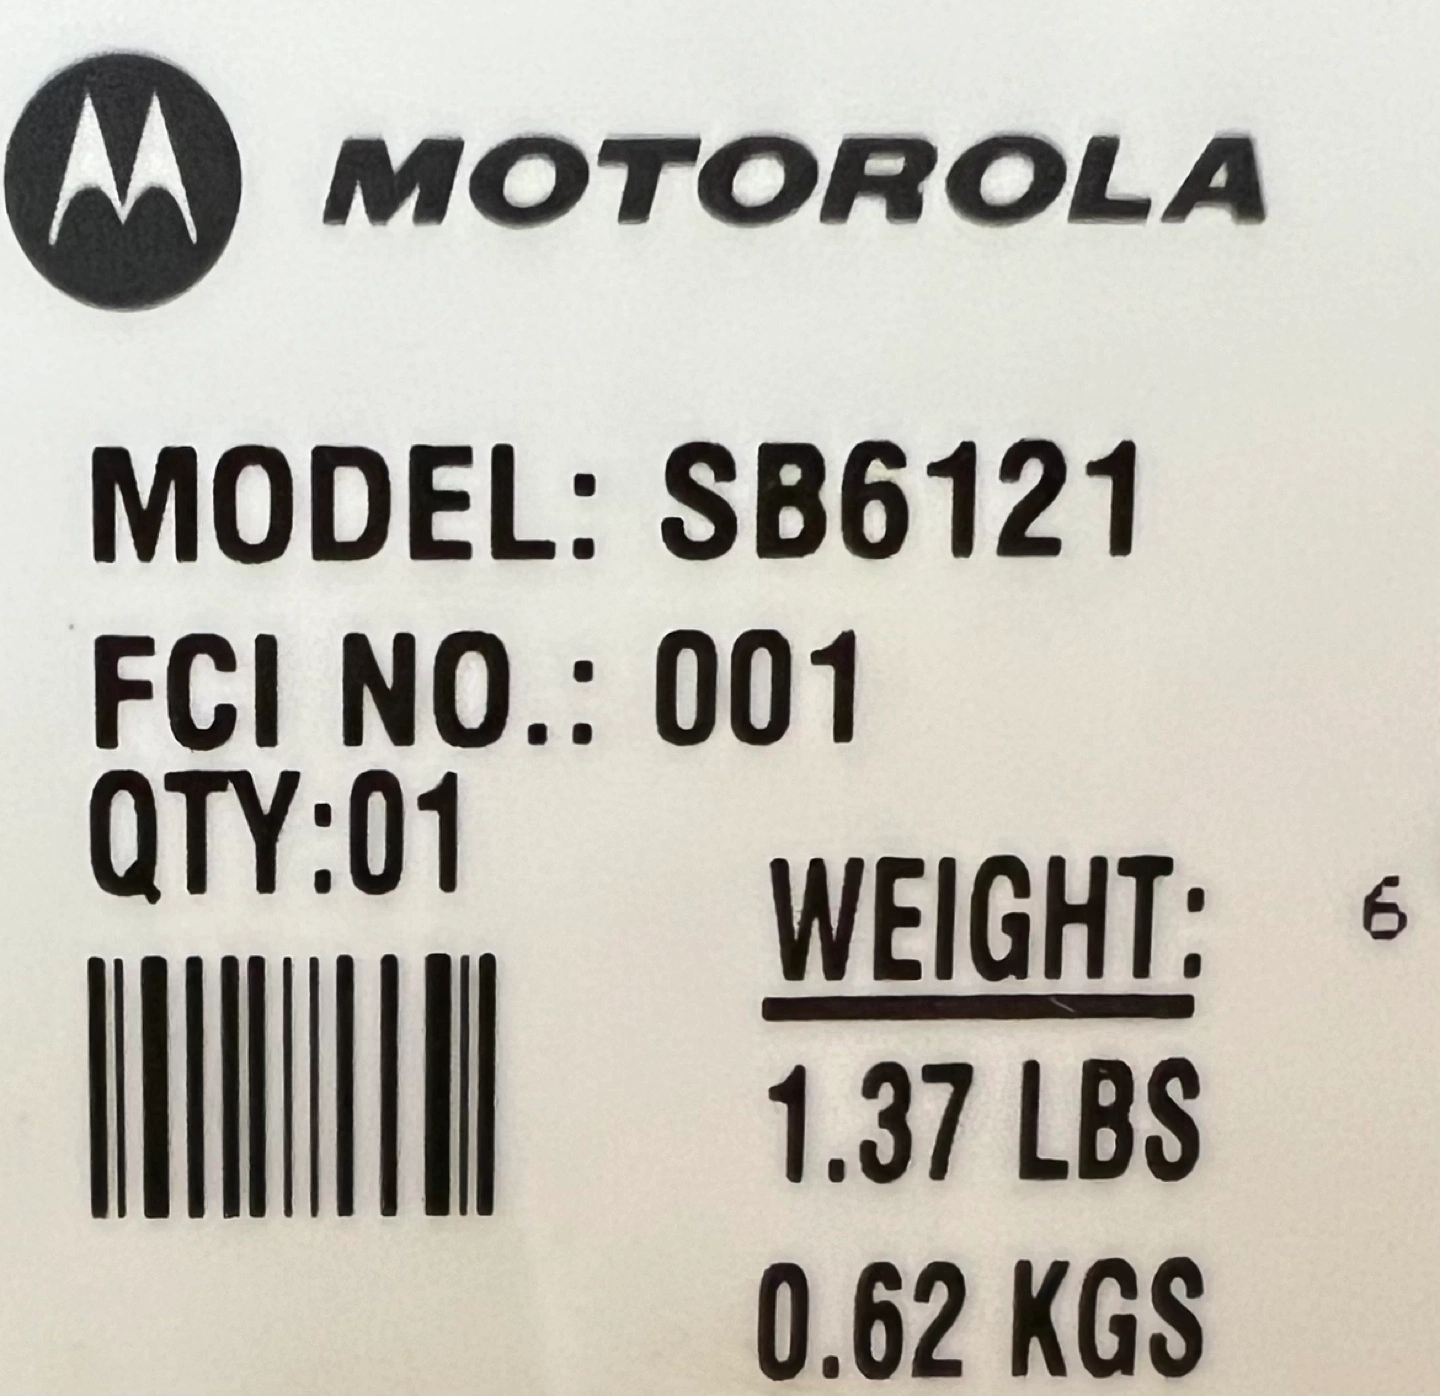 MOTOROLA
MODEL: SB6121
FCI NO.: 001
QTY:01
WEIGHT:
6
1.37 LBS
0.62 KGS